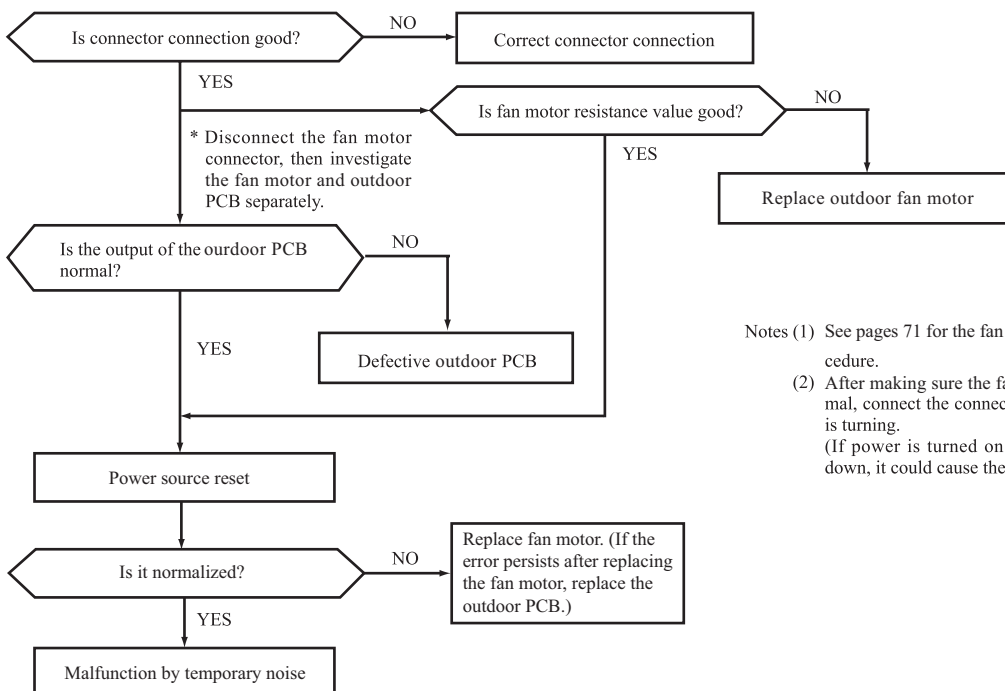 Is connector connection good?
NO
Correct connector connection
YES
Is fan motor resistance value good?
NO
* Disconnect the fan motor
connector, then investigate
the fan motor and outdoor
PCB separately.
YES
Replace outdoor fan motor
Is the output of the ourdoor PCB
normal?
NO
YES
Defective outdoor PCB
Notes (1) See pages 71 for the fan
cedure.
(2) After making sure the fa
mal, connect the connec
is turning.
(If power is turned on
down, it could cause the
Power source reset
Is it normalized?
NO
Replace fan motor. (If the
error persists after replacing
the fan motor, replace the
outdoor PCB.)
YES
Malfunction by temporary noise